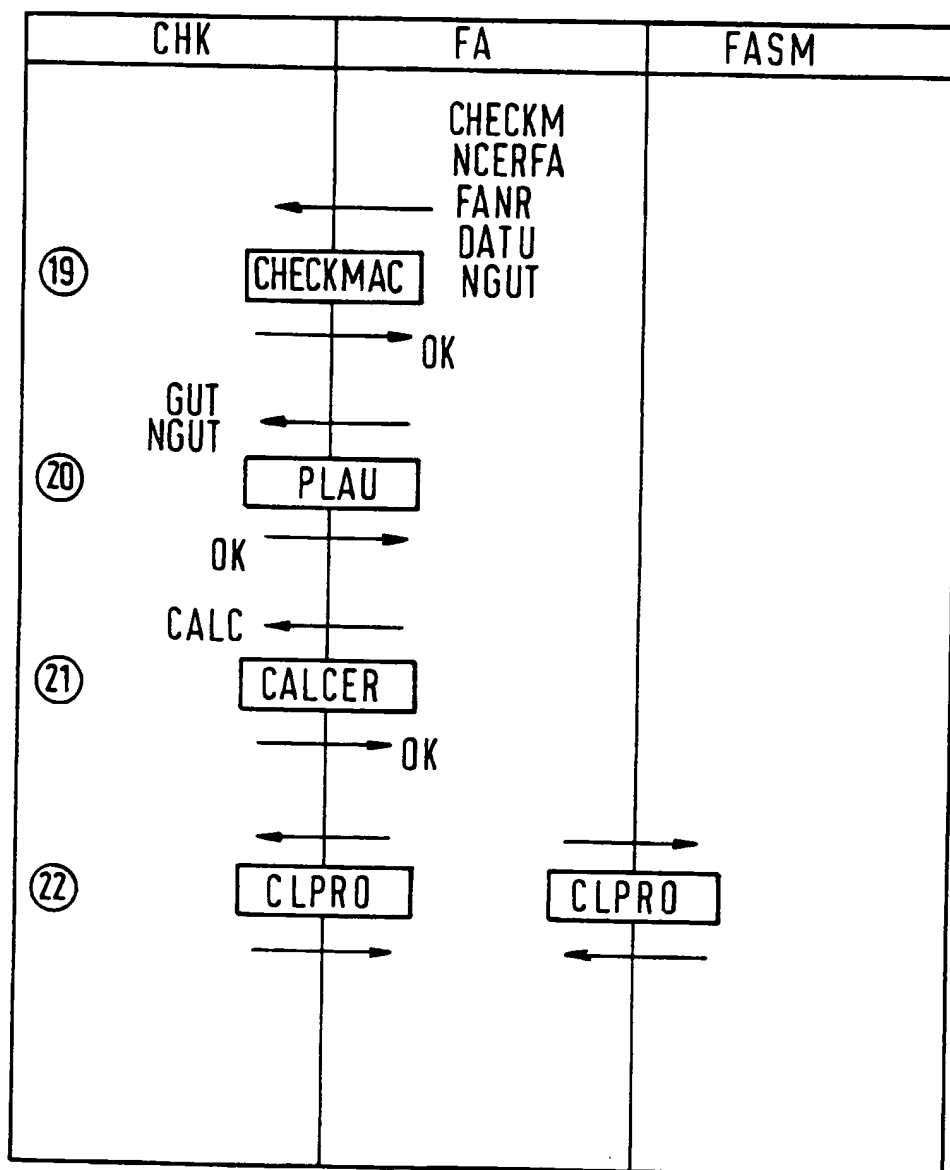 CHK FA FASM
CHECKM
NCERFA
FANR
DATU
NGUT
19 CHECKMAC
OK
GUT
NGUT
20 PLAU
OK
CALC
21 CALCER
OK
22 CLPRO CLPRO